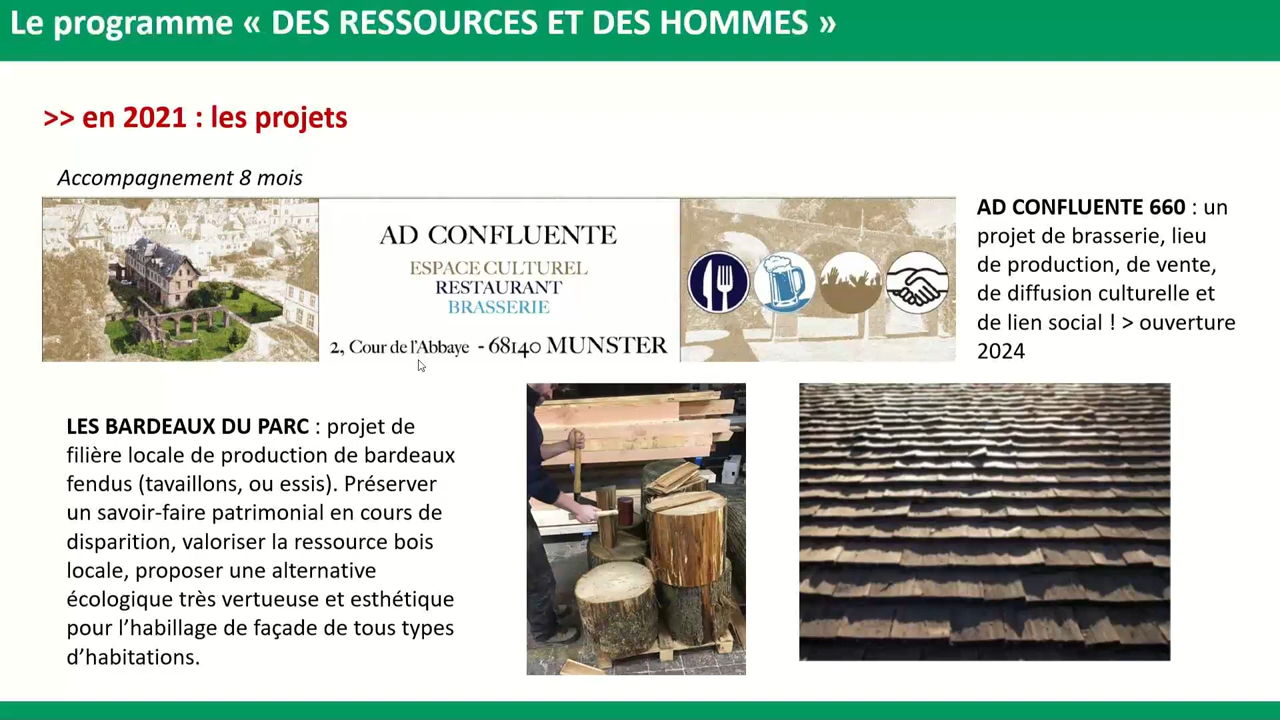 Le programme « DES RESSOURCES ET DES HOMMES »
>> en 2021 : les projets
Accompagnement 8 mois
AD CONFLUENTE
ESPACE CULTUREL
RESTAURANT
BRASSERIE
2, Cour de l'Abbaye - 68140 MUNSTER
AD CONFLUENTE 660 : un
projet de brasserie, lieu
de production, de vente,
de diffusion culturelle et
de lien social ! > ouverture
2024
LES BARDEAUX DU PARC : projet de
filière locale de production de bardeaux
fendus (tavaillons, ou essis). Préserver
un savoir-faire patrimonial en cours de
disparition, valoriser la ressource bois
locale, proposer une alternative
écologique très vertueuse et esthétique
pour l’habillage de façade de tous types
d’habitations.